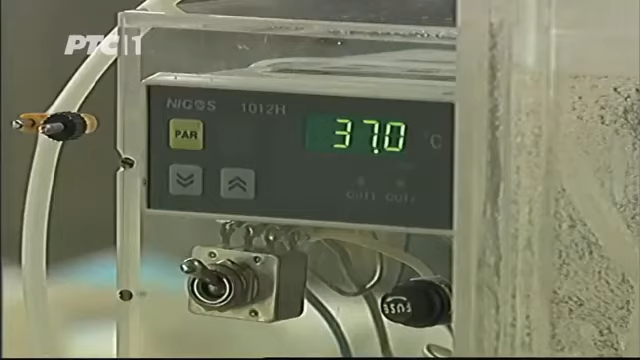 РТС|1
NIGOS 1012H
PAR
37.0 °C
OUT1 OUT2
FUSE